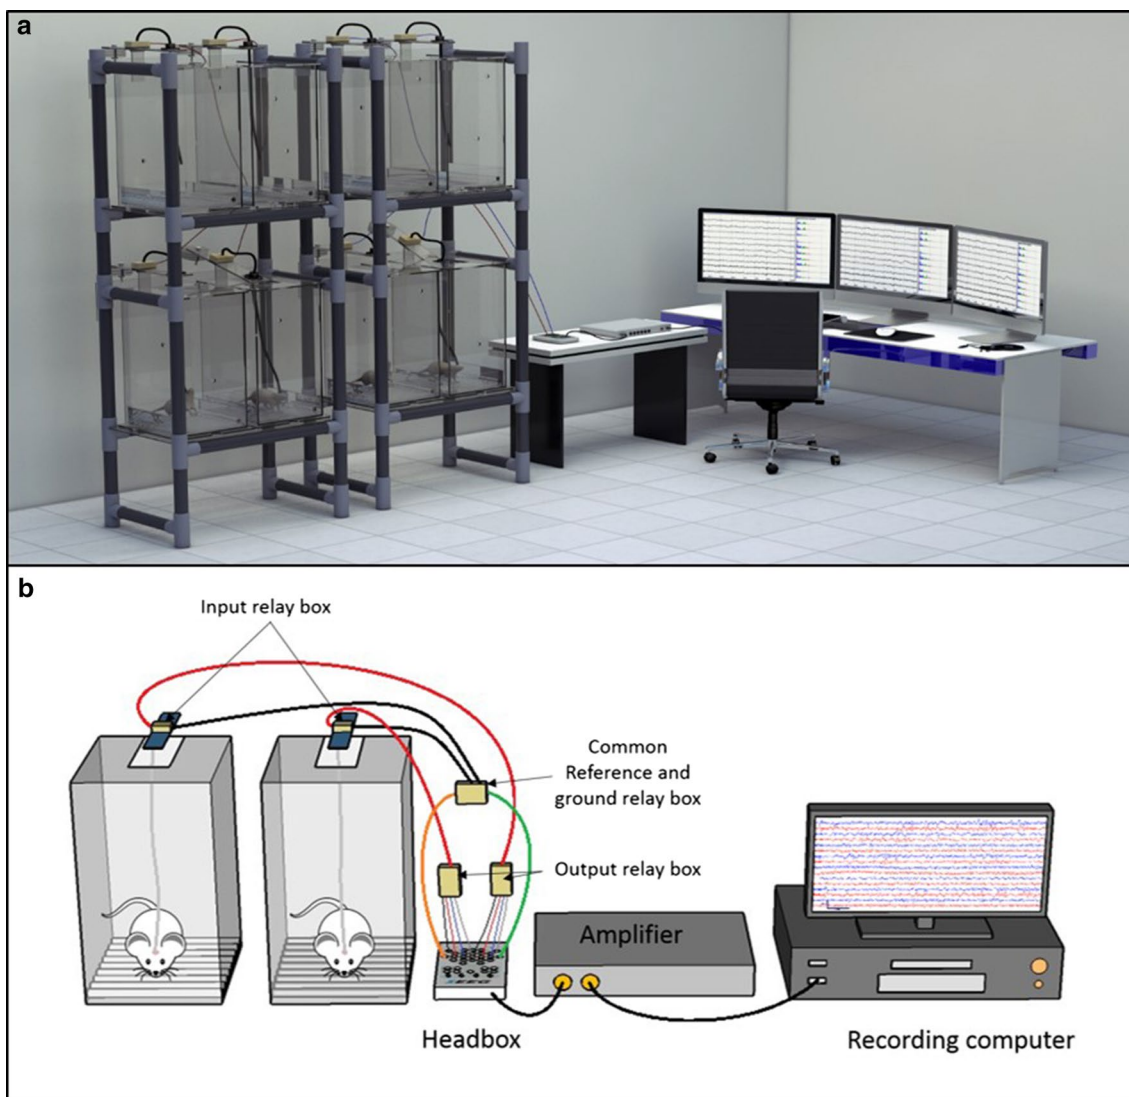 a
b
Input relay box
Common
Reference and
ground relay box
Output relay box
Amplifier
Headbox
Recording computer